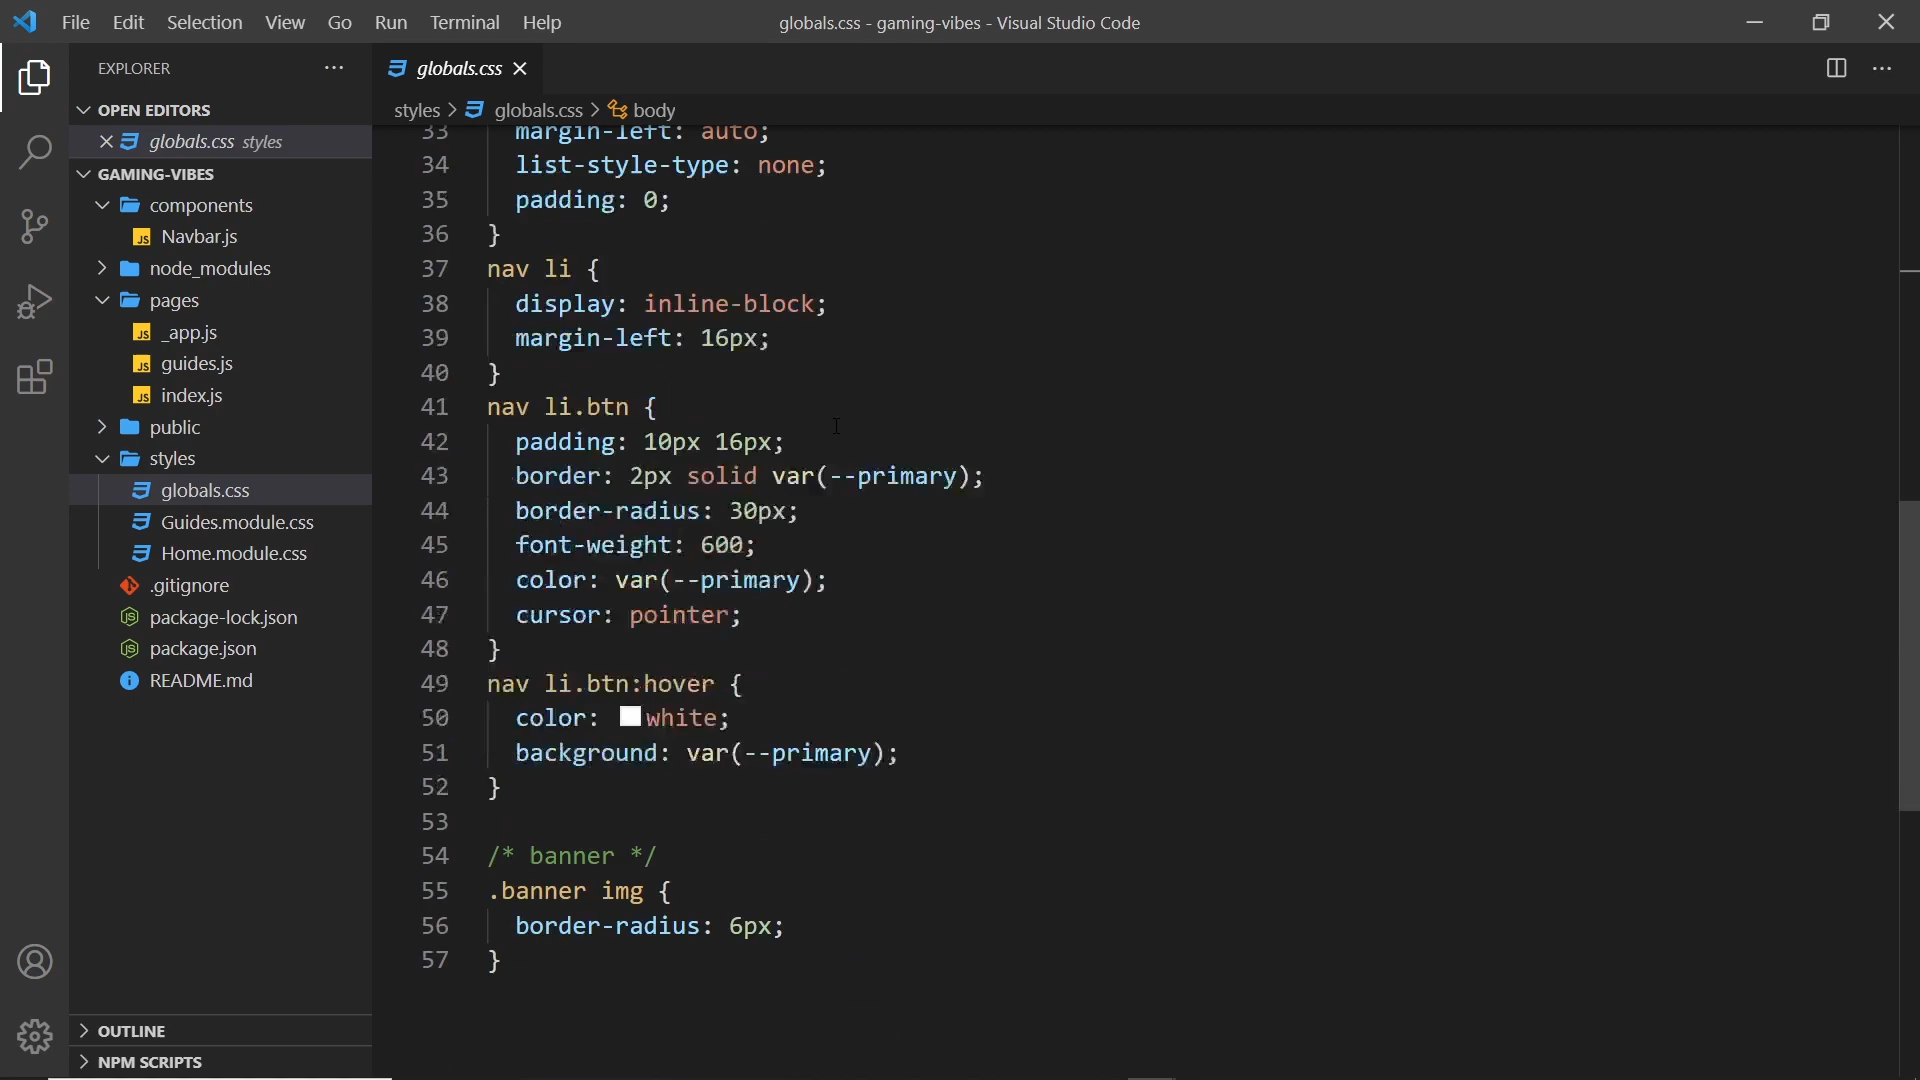 File Edit Selection View Go Run Terminal Help
globals.css - gaming-vibes - Visual Studio Code
EXPLORER
OPEN EDITORS
globals.css styles
GAMING-VIBES
components
Navbar.js
node_modules
pages
_app.js
guides.js
index.js
public
styles
globals.css
Guides.module.css
Home.module.css
.gitignore
package-lock.json
package.json
README.md
OUTLINE
NPM SCRIPTS
globals.css
styles > globals.css > body
33 margin-left: auto;
34 list-style-type: none;
35 padding: 0;
36 }
37 nav li {
38 display: inline-block;
39 margin-left: 16px;
40 }
41 nav li.btn {
42 padding: 10px 16px;
43 border: 2px solid var(--primary);
44 border-radius: 30px;
45 font-weight: 600;
46 color: var(--primary);
47 cursor: pointer;
48 }
49 nav li.btn:hover {
50 color: white;
51 background: var(--primary);
52 }
53
54 /* banner */
55 .banner img {
56 border-radius: 6px;
57 }